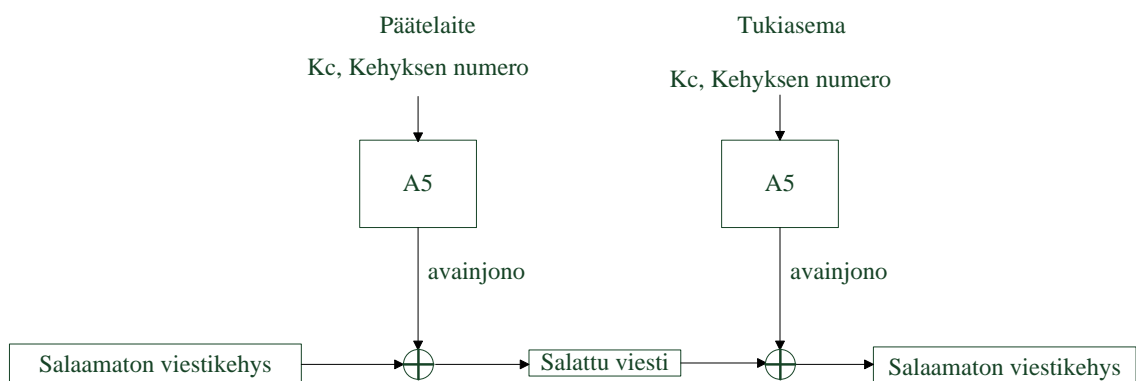 Päätelaite
Tukiasema
Kc, Kehyksen numero
Kc, Kehyksen numero
A5
A5
avainjono
avainjono
Salaamaton viestikehys
Salattu viesti
Salaamaton viestikehys